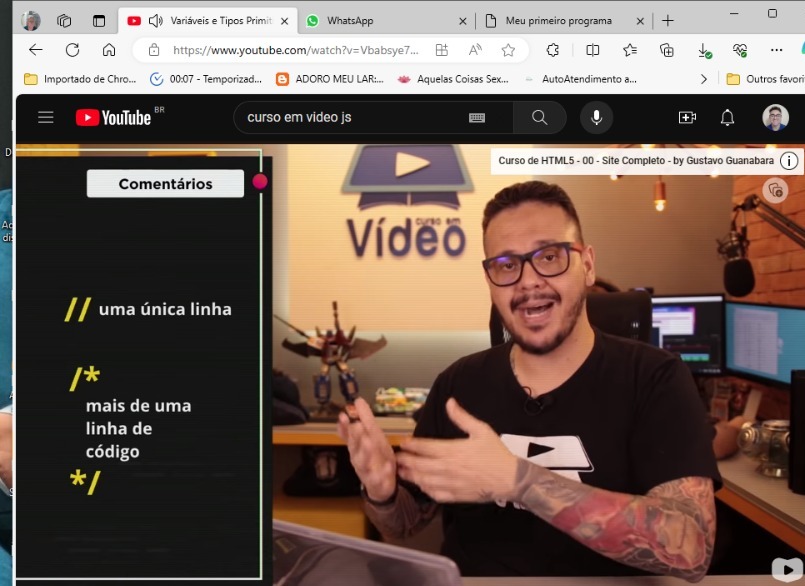 Variáveis e Tipos Primit
WhatsApp
Meu primeiro programa
https://www.youtube.com/watch?v=Vbabsye7...
Importado de Chro...
00:07 - Temporizad...
ADORO MEU LAR:...
Aquelas Coisas Sex...
AutoAtendimento a...
Outros favori
YouTube BR
curso em video js
Curso de HTML5 - 00 - Site Completo - by Gustavo Guanabara
Comentários
curso em
Vídeo
// uma única linha
/*
mais de uma
linha de
código
*/